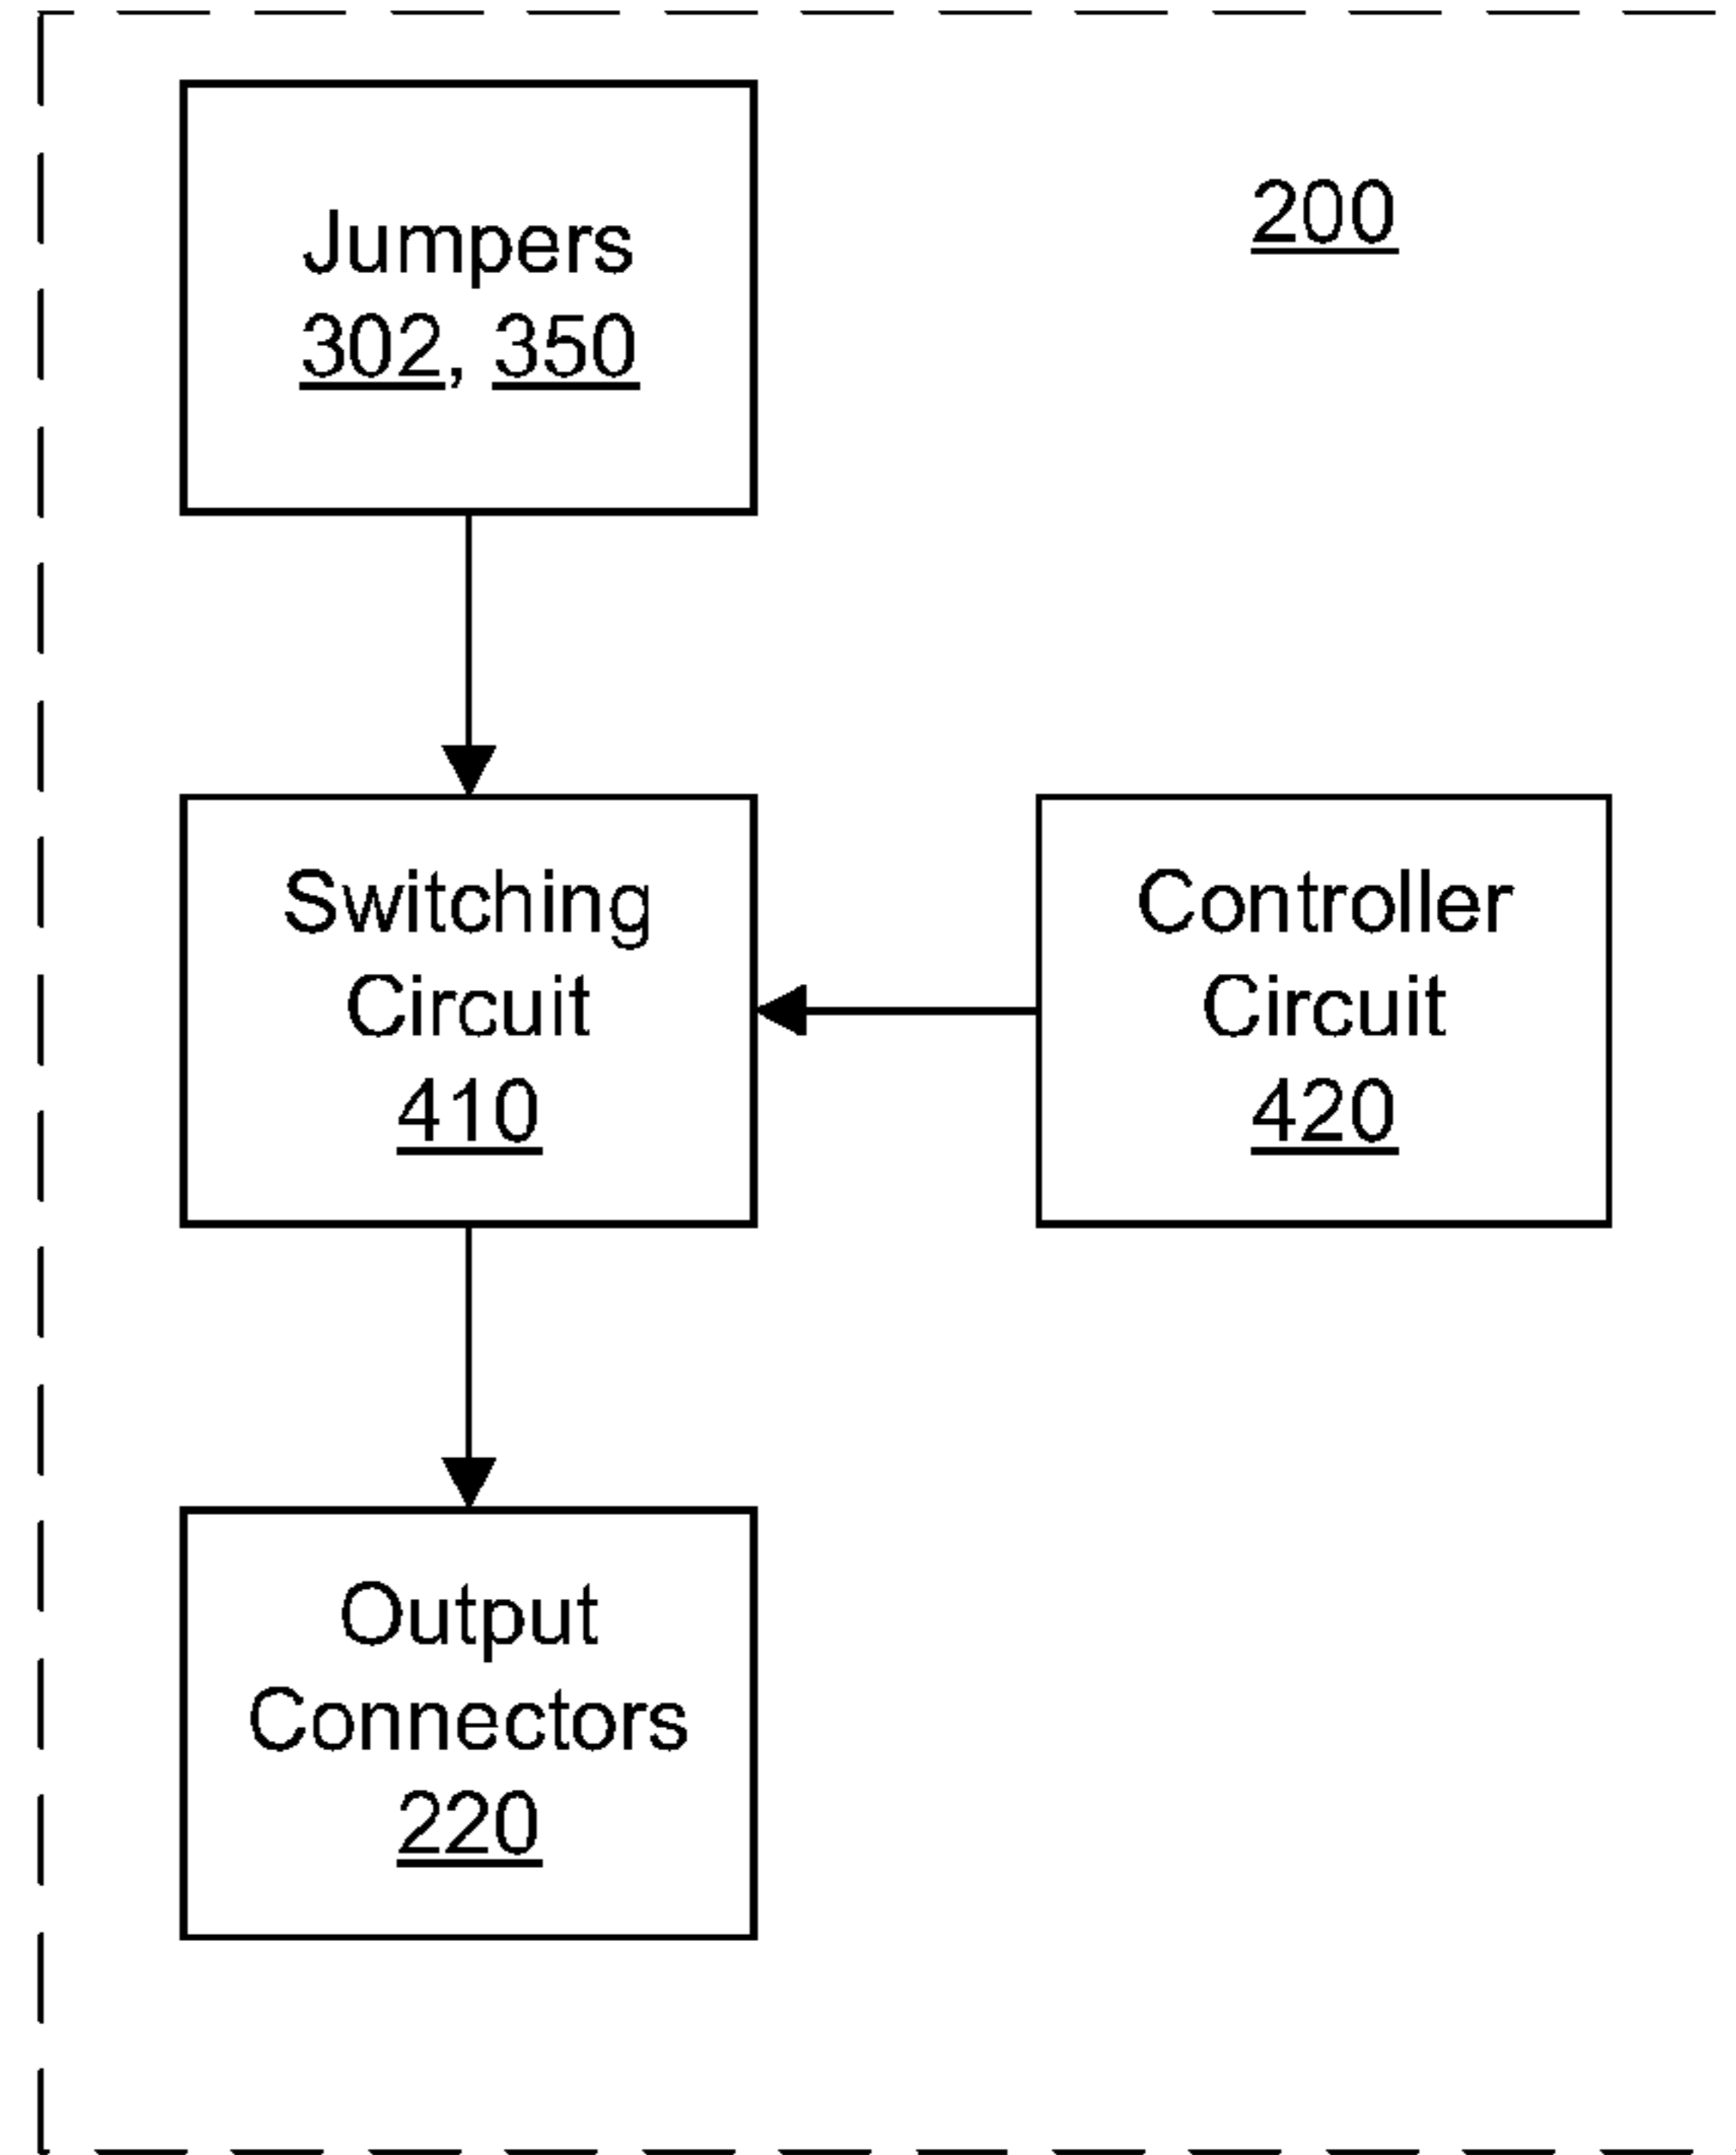 Jumpers
302, 350
200
Switching
Circuit
410
Controller
Circuit
420
Output
Connectors
220